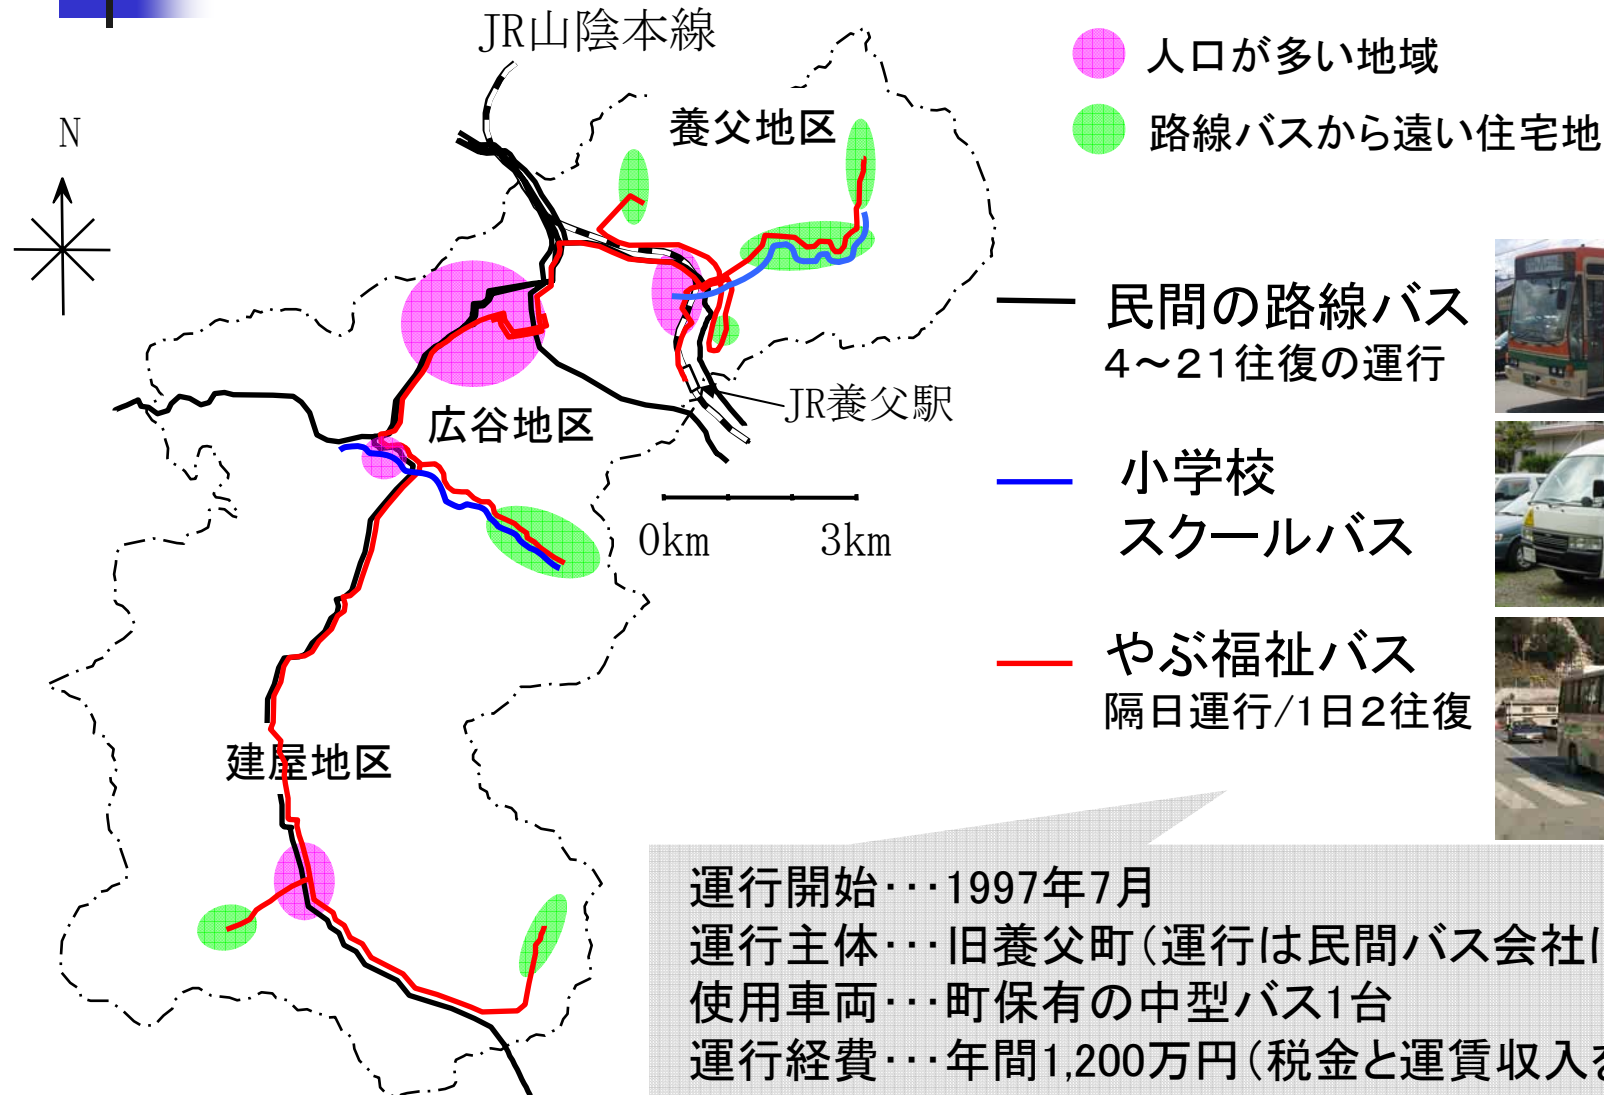 JR山陰本線
人口が多い地域
養父地区
路線バスから遠い住宅地
N
民間の路線バス
4～21往復の運行
JR養父駅
広谷地区
小学校
スクールバス
0km 3km
やぶ福祉バス
隔日運行/1日2往復
建屋地区
運行開始･･･1997年7月
運行主体･･･旧養父町(運行は民間バス会社に
使用車両･･･町保有の中型バス1台
運行経費･･･年間1,200万円(税金と運賃収入を